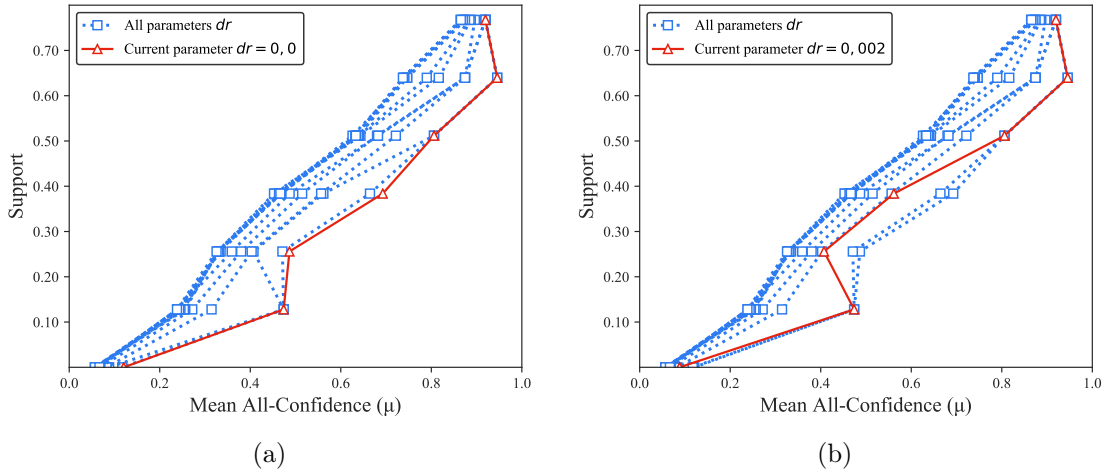 All parameters dr
Current parameter dr = 0, 0
0.70
0.60
0.50
0.40
0.30
0.20
0.10
Support
0.0 0.2 0.4 0.6 0.8 1.0
Mean All-Confidence (μ)
(a)
All parameters dr
Current parameter dr = 0, 002
0.70
0.60
0.50
0.40
0.30
0.20
0.10
Support
0.0 0.2 0.4 0.6 0.8 1.0
Mean All-Confidence (μ)
(b)